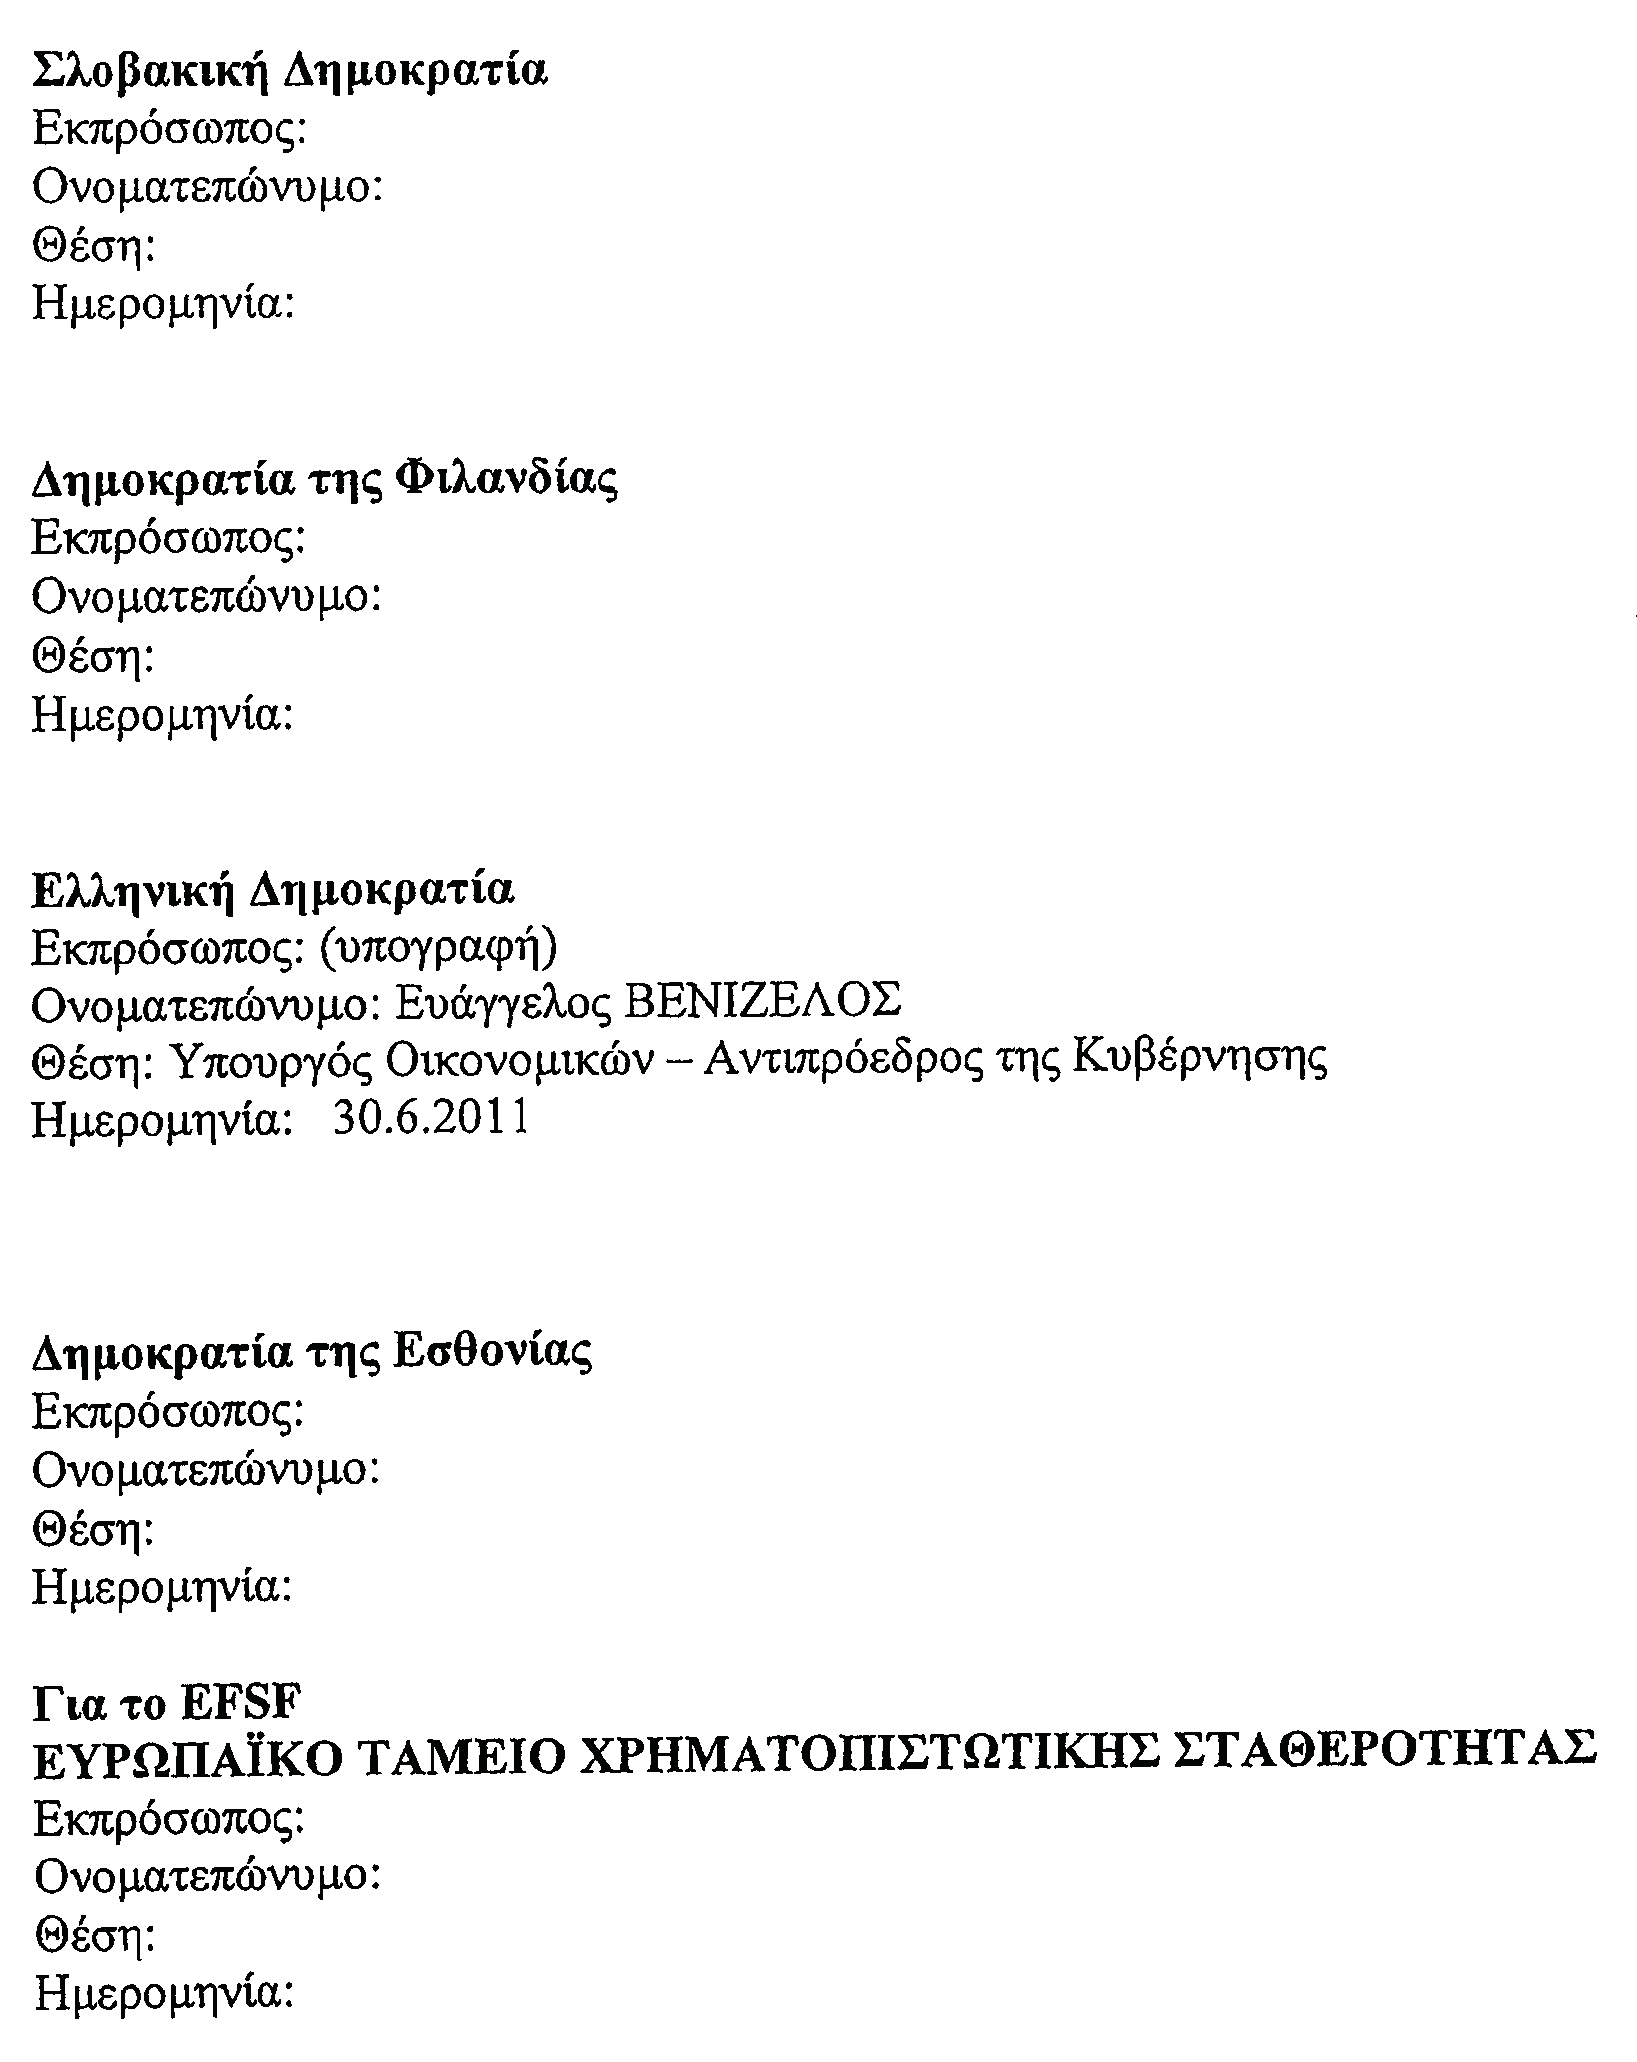 Σλοβακική Δημοκρατία
Εκπρόσωπος:
Ονοματεπώνυμο:
Θέση:
Ημερομηνία:
Δημοκρατία της Φιλανδίας
Εκπρόσωπος:
Ονοματεπώνυμο:
Θέση:
Ημερομηνία:
Ελληνική Δημοκρατία
Εκπρόσωπος: (υπογραφή)
Ονοματεπώνυμο: Ευάγγελος ΒΕΝΙΖΕΛΟΣ
Θέση: Υπουργός Οικονομικών – Αντιπρόεδρος της Κυβέρνησης
Ημερομηνία: 30.6.2011
Δημοκρατία της Εσθονίας
Εκπρόσωπος:
Ονοματεπώνυμο:
Θέση:
Ημερομηνία:
Για το EFSF
ΕΥΡΩΠΑΪΚΟ ΤΑΜΕΙΟ ΧΡΗΜΑΤΟΠΙΣΤΩΤΙΚΗΣ ΣΤΑΘΕΡΟΤΗΤΑΣ
Εκπρόσωπος:
Ονοματεπώνυμο:
Θέση:
Ημερομηνία: